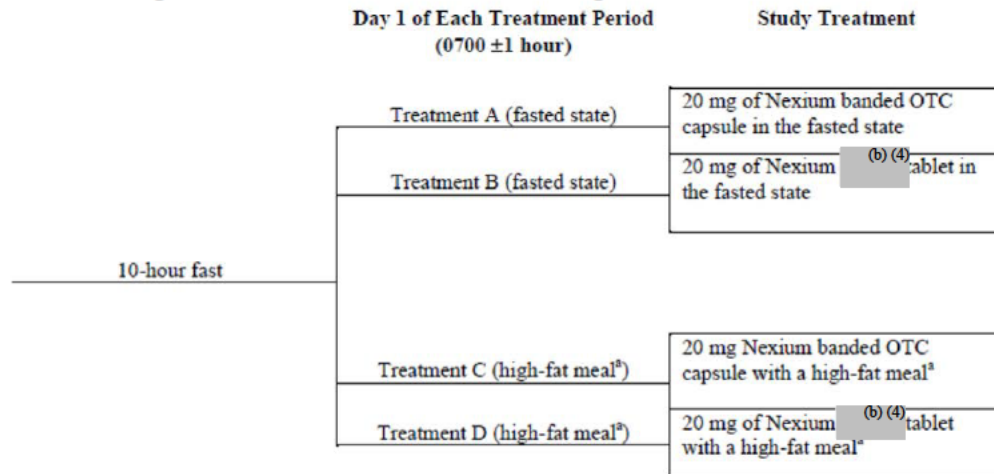 Day 1 of Each Treatment Period
(0700 ±1 hour)
Study Treatment
10-hour fast
Treatment A (fasted state)
20 mg of Nexium banded OTC
capsule in the fasted state
Treatment B (fasted state)
20 mg of Nexium (b) (4) tablet in
the fasted state
Treatment C (high-fat mealᵃ)
20 mg Nexium banded OTC
capsule with a high-fat mealᵃ
Treatment D (high-fat mealᵃ)
20 mg of Nexium (b) (4) tablet
with a high-fat mealᵃ